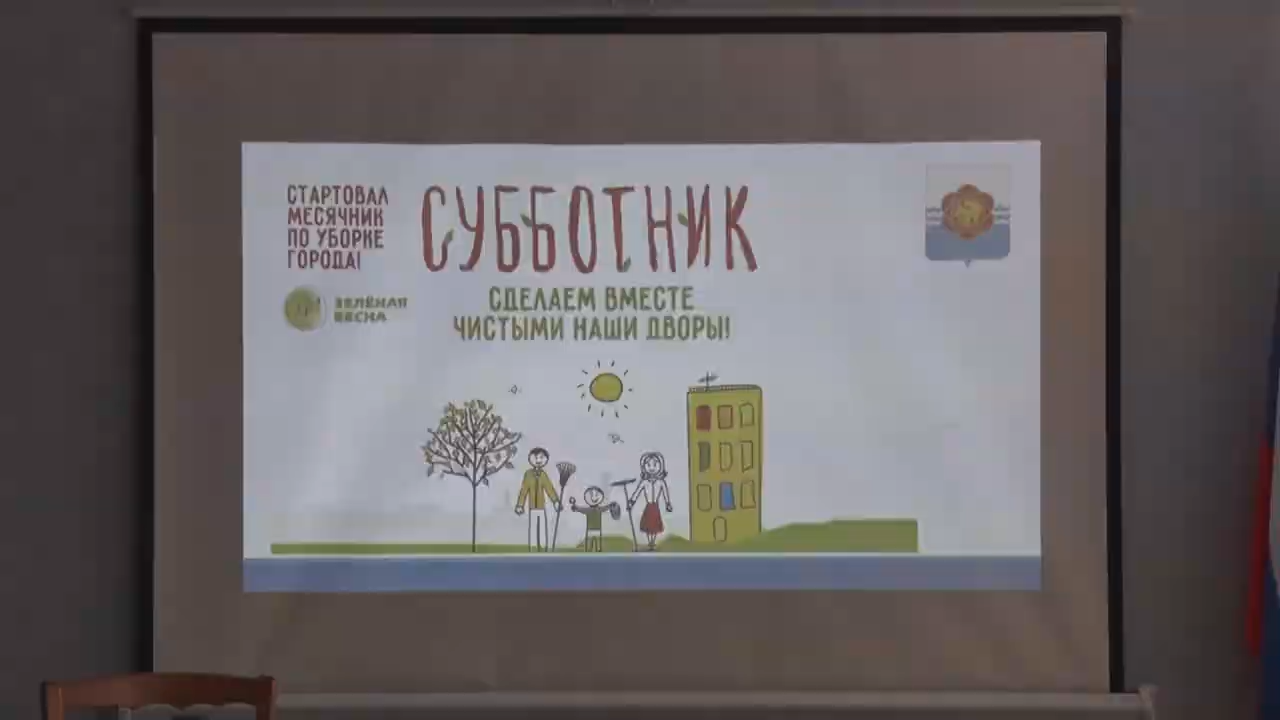 СТАРТОВАЛ
МЕСЯЧНИК
ПО УБОРКЕ
ГОРОДА!
СУББОТНИК
ЗЕЛЁНАЯ
ВЕСНА
СДЕЛАЕМ ВМЕСТЕ
ЧИСТЫМИ НАШИ ДВОРЫ!